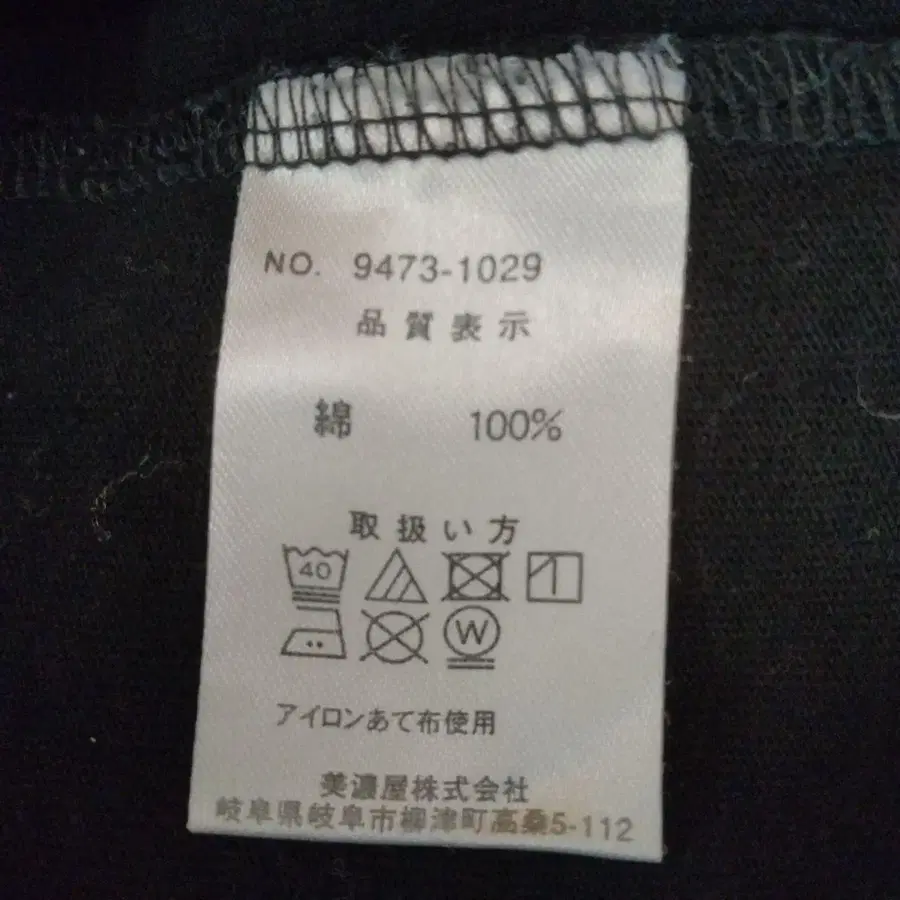 NO. 9473-1029
品質表示
綿 100%
取扱い方
40
W
アイロンあて布使用
美濃屋株式会社
岐阜県岐阜市柳津町高桑5-112